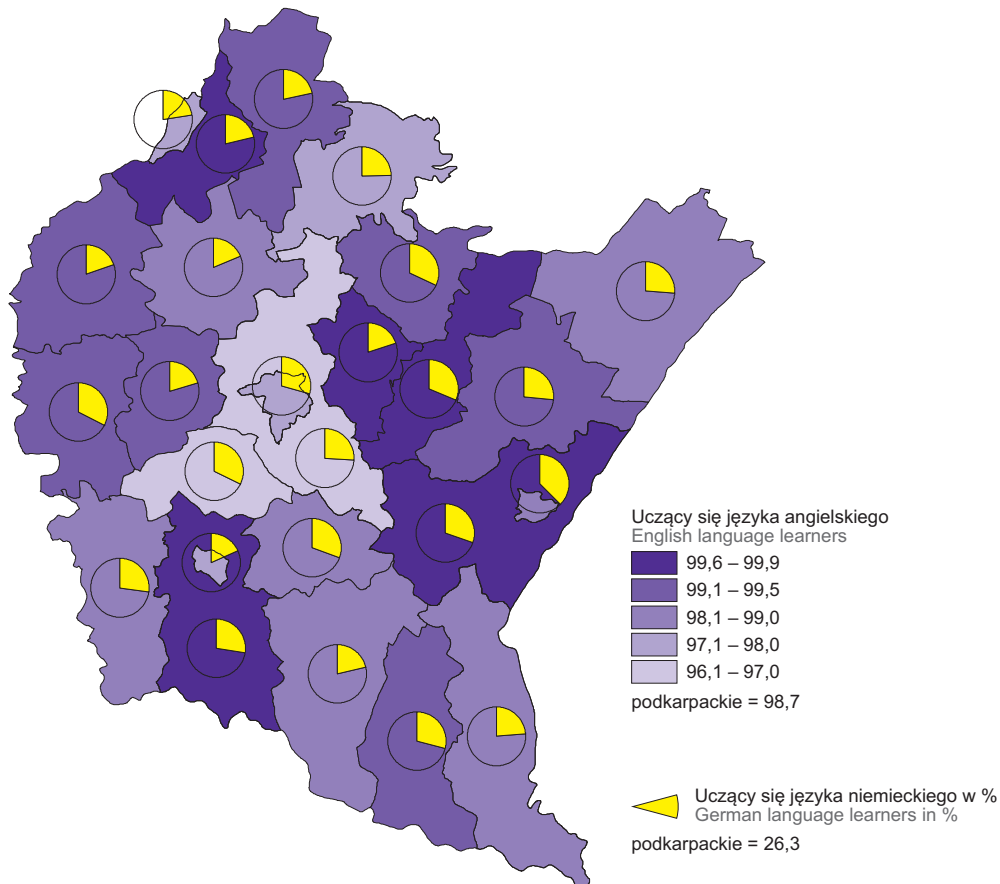 Uczący się języka angielskiego
English language learners
99,6 – 99,9
99,1 – 99,5
98,1 – 99,0
97,1 – 98,0
96,1 – 97,0
podkarpackie = 98,7
Uczący się języka niemieckiego w %
German language learners in %
podkarpackie = 26,3